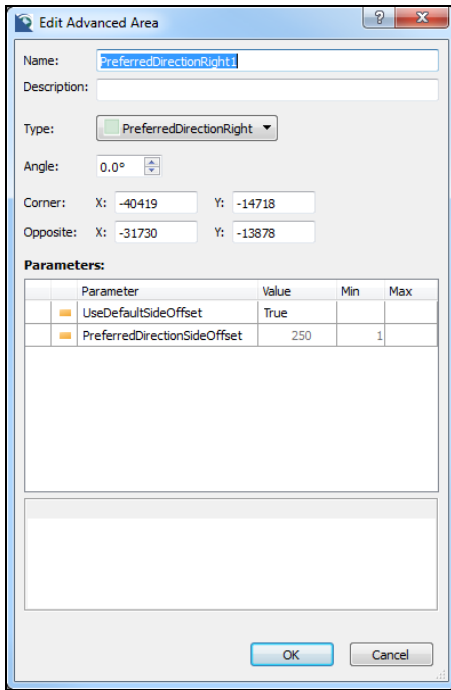 Edit Advanced Area ? X
Name: PreferredDirectionRight1
Description:
Type: PreferredDirectionRight
Angle: 0.0°
Corner: X: -40419 Y: -14718
Opposite: X: -31730 Y: -13878
Parameters:
Parameter Value Min Max
UseDefaultSideOffset True
PreferredDirectionSideOffset 250 1
OK Cancel